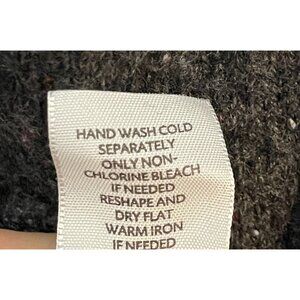 HAND WASH COLD
SEPARATELY
ONLY NON-
CHLORINE BLEACH
IF NEEDED
RESHAPE AND
DRY FLAT
WARM IRON
IF NEEDED